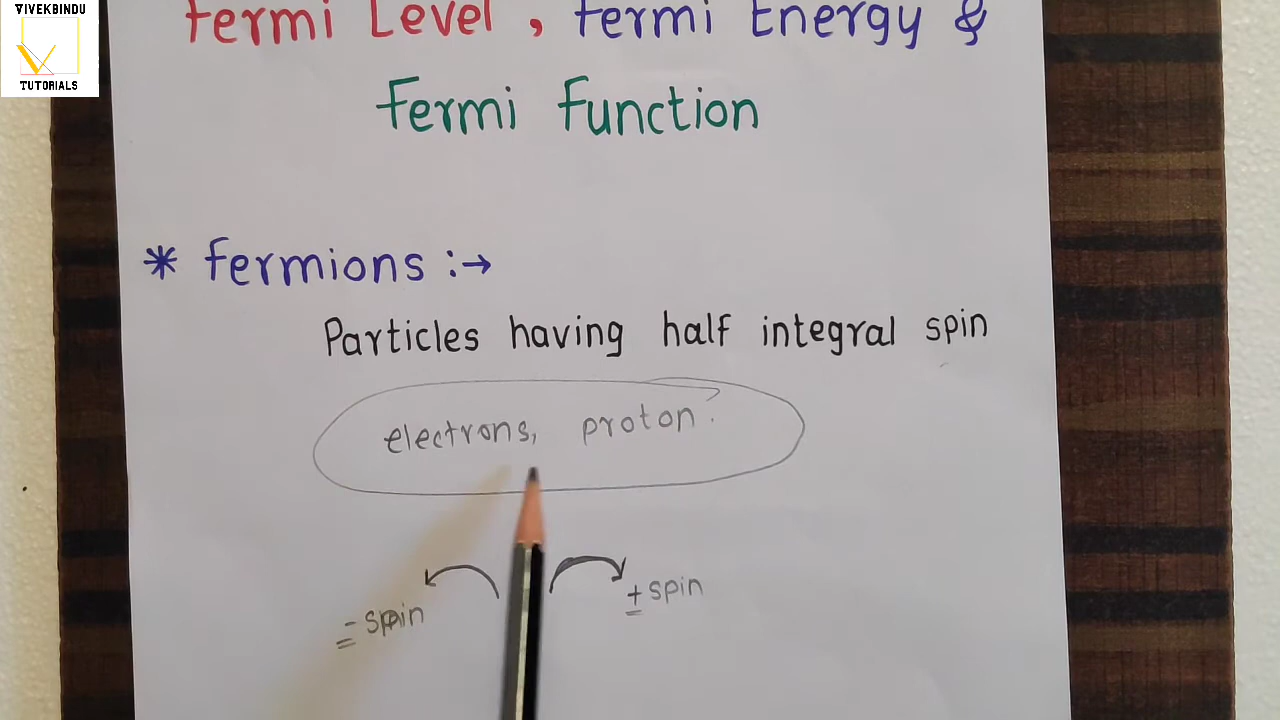 VIVEKBINDU
TUTORIALS
Fermi Level, Fermi Energy &
Fermi Function
* Fermions :→
Particles having half integral spin
electrons, proton.
- spin
+ spin